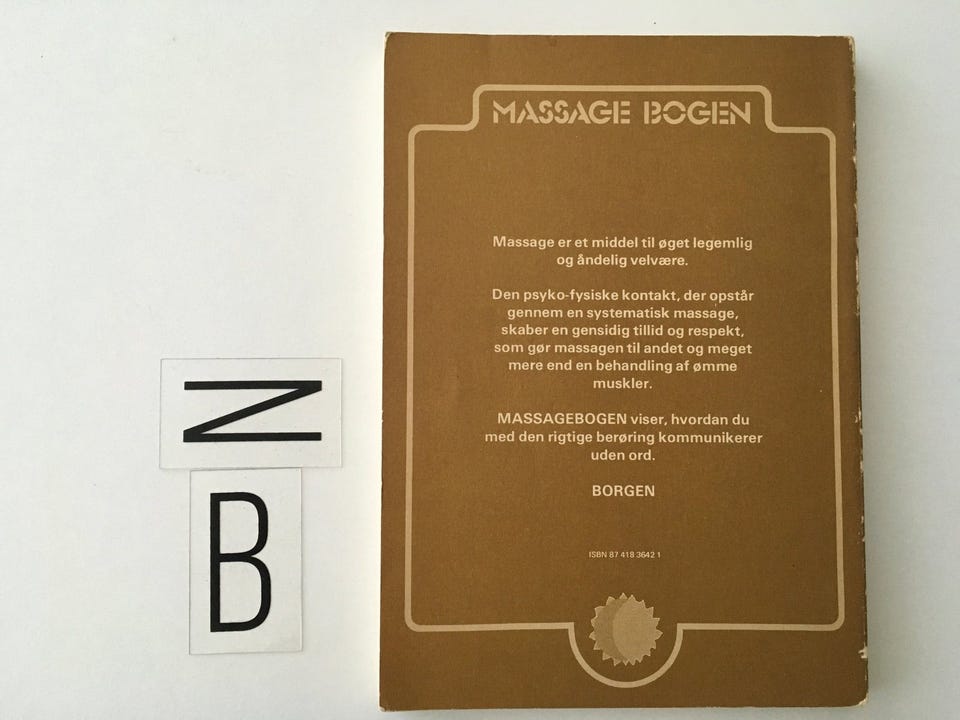 MASSAGE BOGEN
Massage er et middel til øget legemlig
og åndelig velvære.
Den psyko-fysiske kontakt, der opstår
gennem en systematisk massage,
skaber en gensidig tillid og respekt,
som gør massagen til andet og meget
mere end en behandling af ømme
muskler.
MASSAGEBOGEN viser, hvordan du
med den rigtige berøring kommunikerer
uden ord.
BORGEN
ISBN 87 418 3642 1
N
B